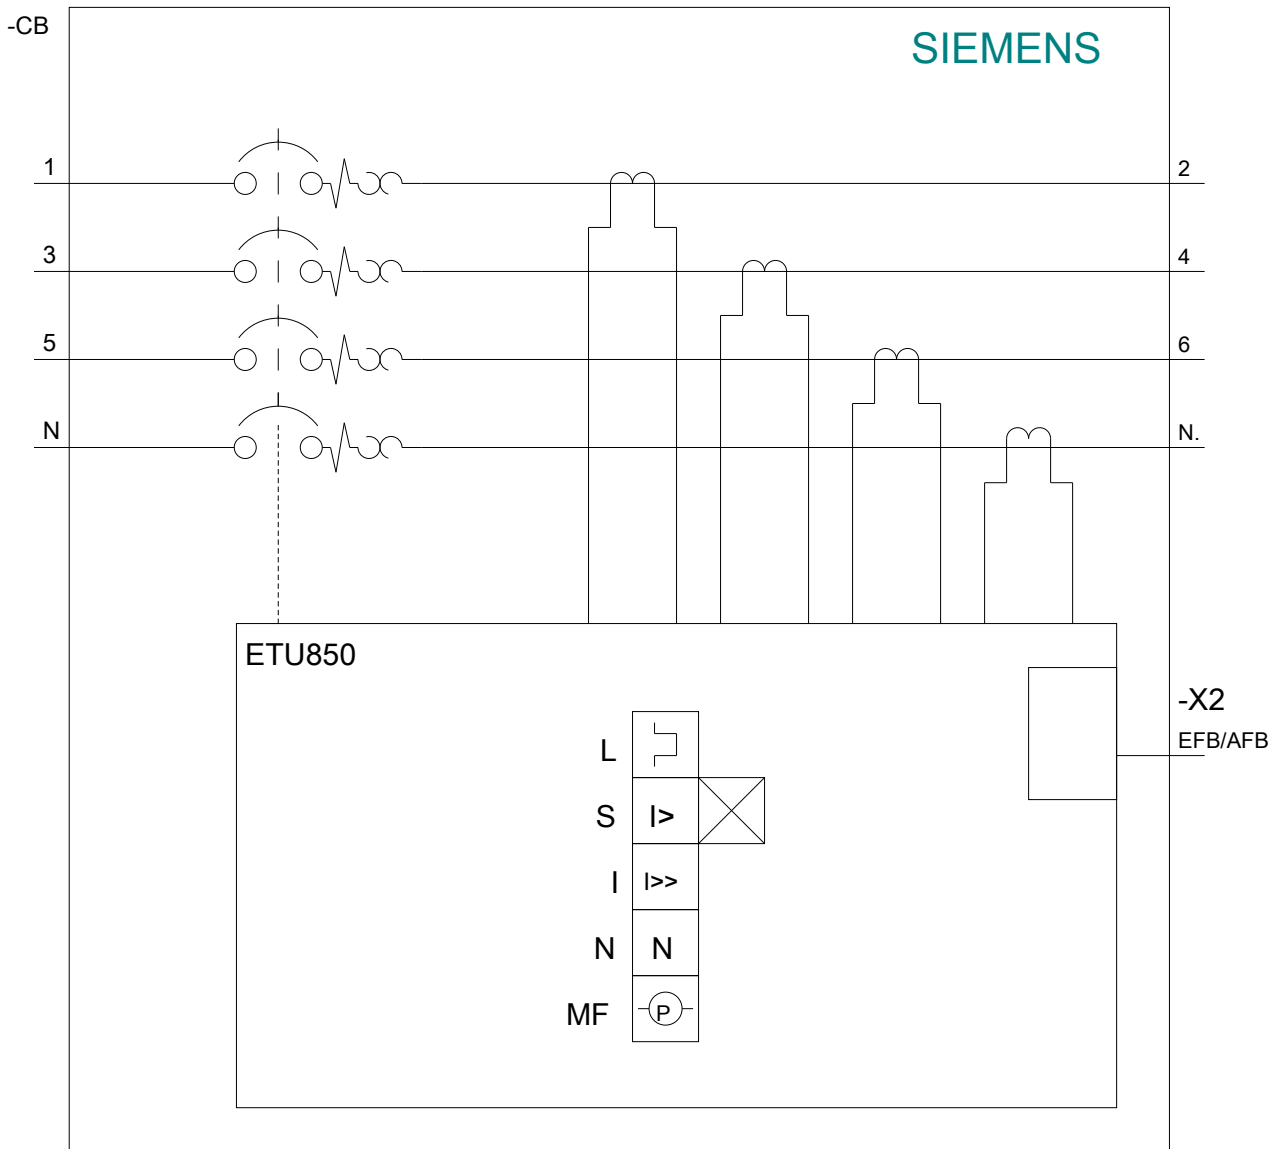 -CB
SIEMENS
1 2
3 4
5 6
N N.
ETU850
-X2
EFB/AFB
L
S I>
I I>>
N N
MF P